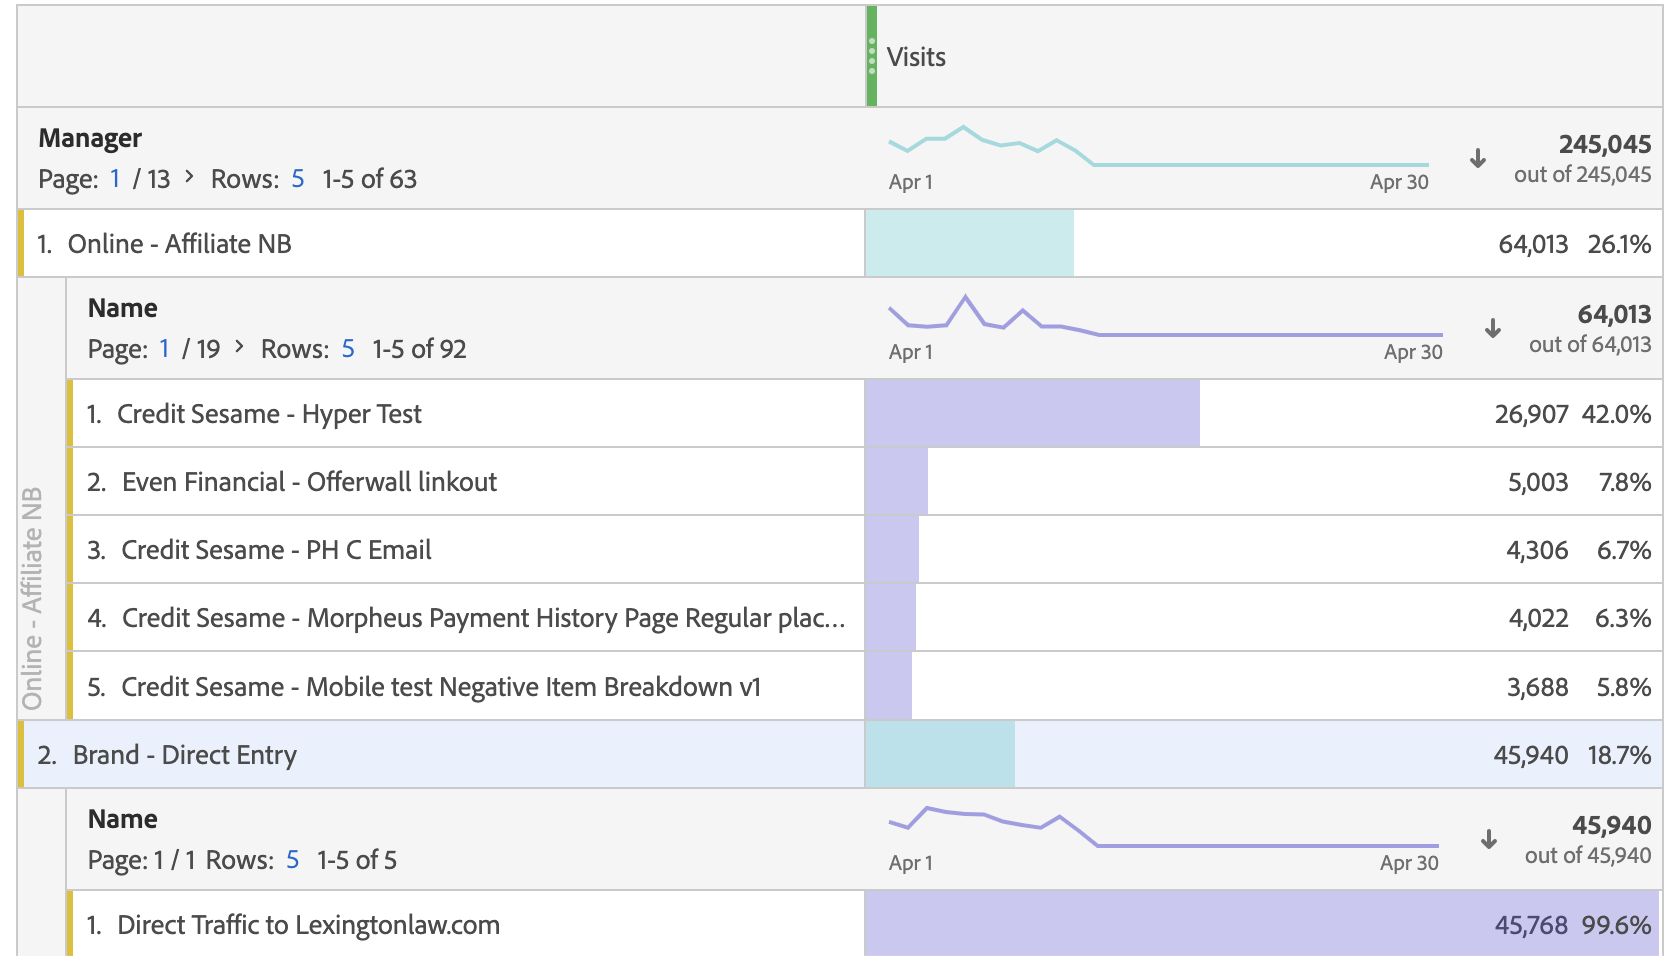 Visits
Manager
Page: 1 / 13 > Rows: 5 1-5 of 63
Apr 1
Apr 30
245,045
out of 245,045
1. Online - Affiliate NB 64,013 26.1%
Online - Affiliate NB
Name
Page: 1 / 19 > Rows: 5 1-5 of 92
Apr 1
Apr 30
64,013
out of 64,013
1. Credit Sesame - Hyper Test 26,907 42.0%
2. Even Financial - Offerwall linkout 5,003 7.8%
3. Credit Sesame - PH C Email 4,306 6.7%
4. Credit Sesame - Morpheus Payment History Page Regular plac... 4,022 6.3%
5. Credit Sesame - Mobile test Negative Item Breakdown v1 3,688 5.8%
2. Brand - Direct Entry 45,940 18.7%
Name
Page: 1 / 1 Rows: 5 1-5 of 5
Apr 1
Apr 30
45,940
out of 45,940
1. Direct Traffic to Lexingtonlaw.com 45,768 99.6%